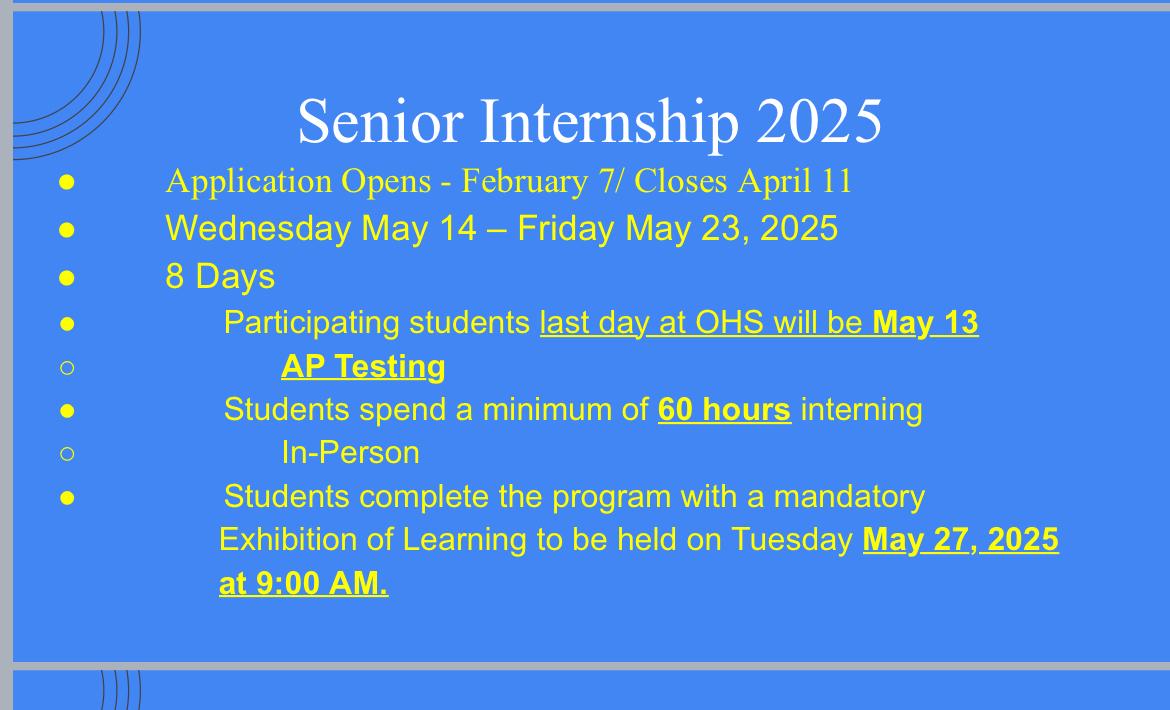 Senior Internship 2025
● Application Opens - February 7/ Closes April 11
● Wednesday May 14 – Friday May 23, 2025
● 8 Days
● Participating students last day at OHS will be May 13
○ AP Testing
● Students spend a minimum of 60 hours interning
○ In-Person
● Students complete the program with a mandatory
Exhibition of Learning to be held on Tuesday May 27, 2025
at 9:00 AM.